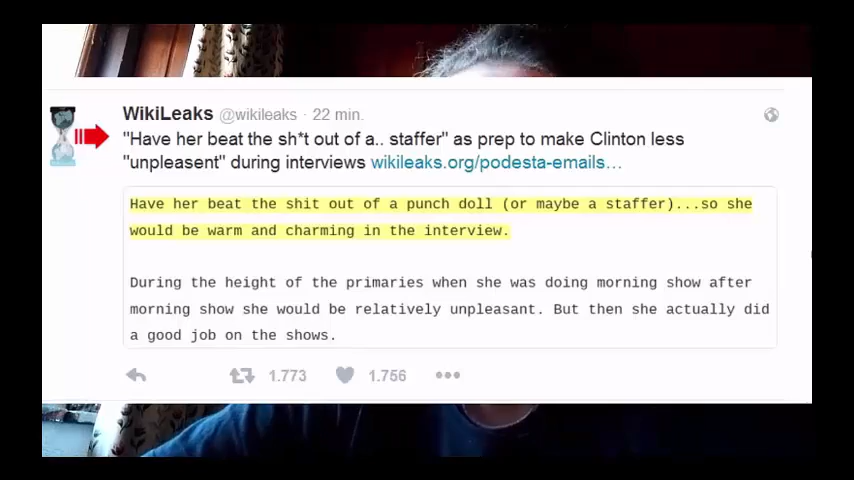 WikiLeaks @wikileaks · 22 min.
"Have her beat the sh*t out of a.. staffer" as prep to make Clinton less
"unpleasent" during interviews wikileaks.org/podesta-emails…
Have her beat the shit out of a punch doll (or maybe a staffer)...so she
would be warm and charming in the interview.
During the height of the primaries when she was doing morning show after
morning show she would be relatively unpleasant. But then she actually did
a good job on the shows.
1.773 1.756